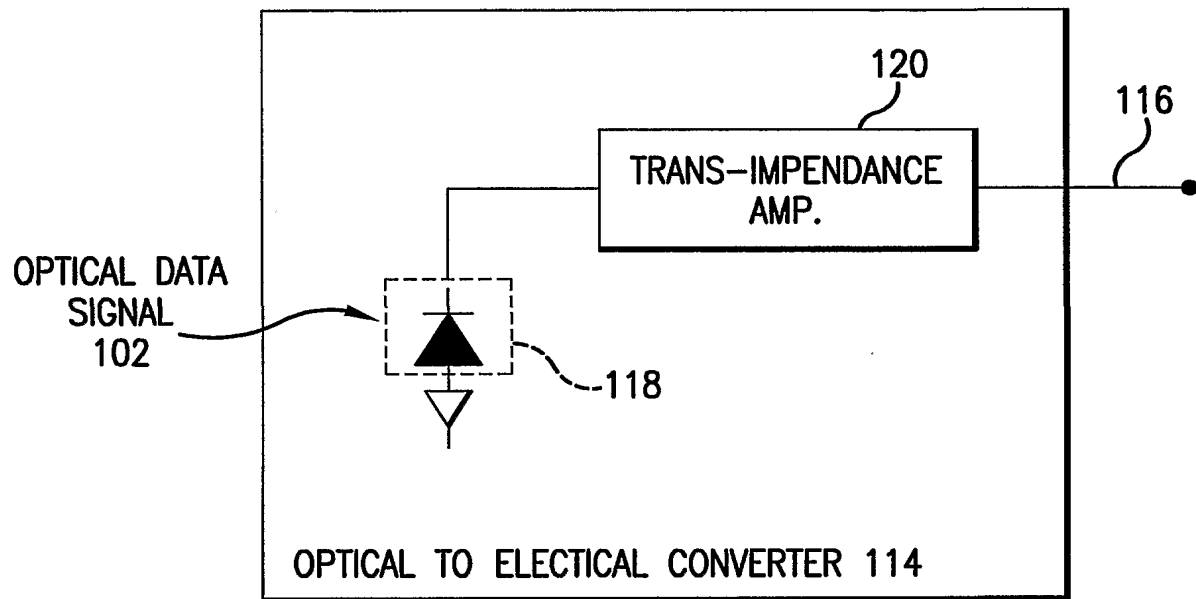 120
116
TRANS-IMPENDANCE
AMP.
OPTICAL DATA
SIGNAL
102
118
OPTICAL TO ELECTICAL CONVERTER 114